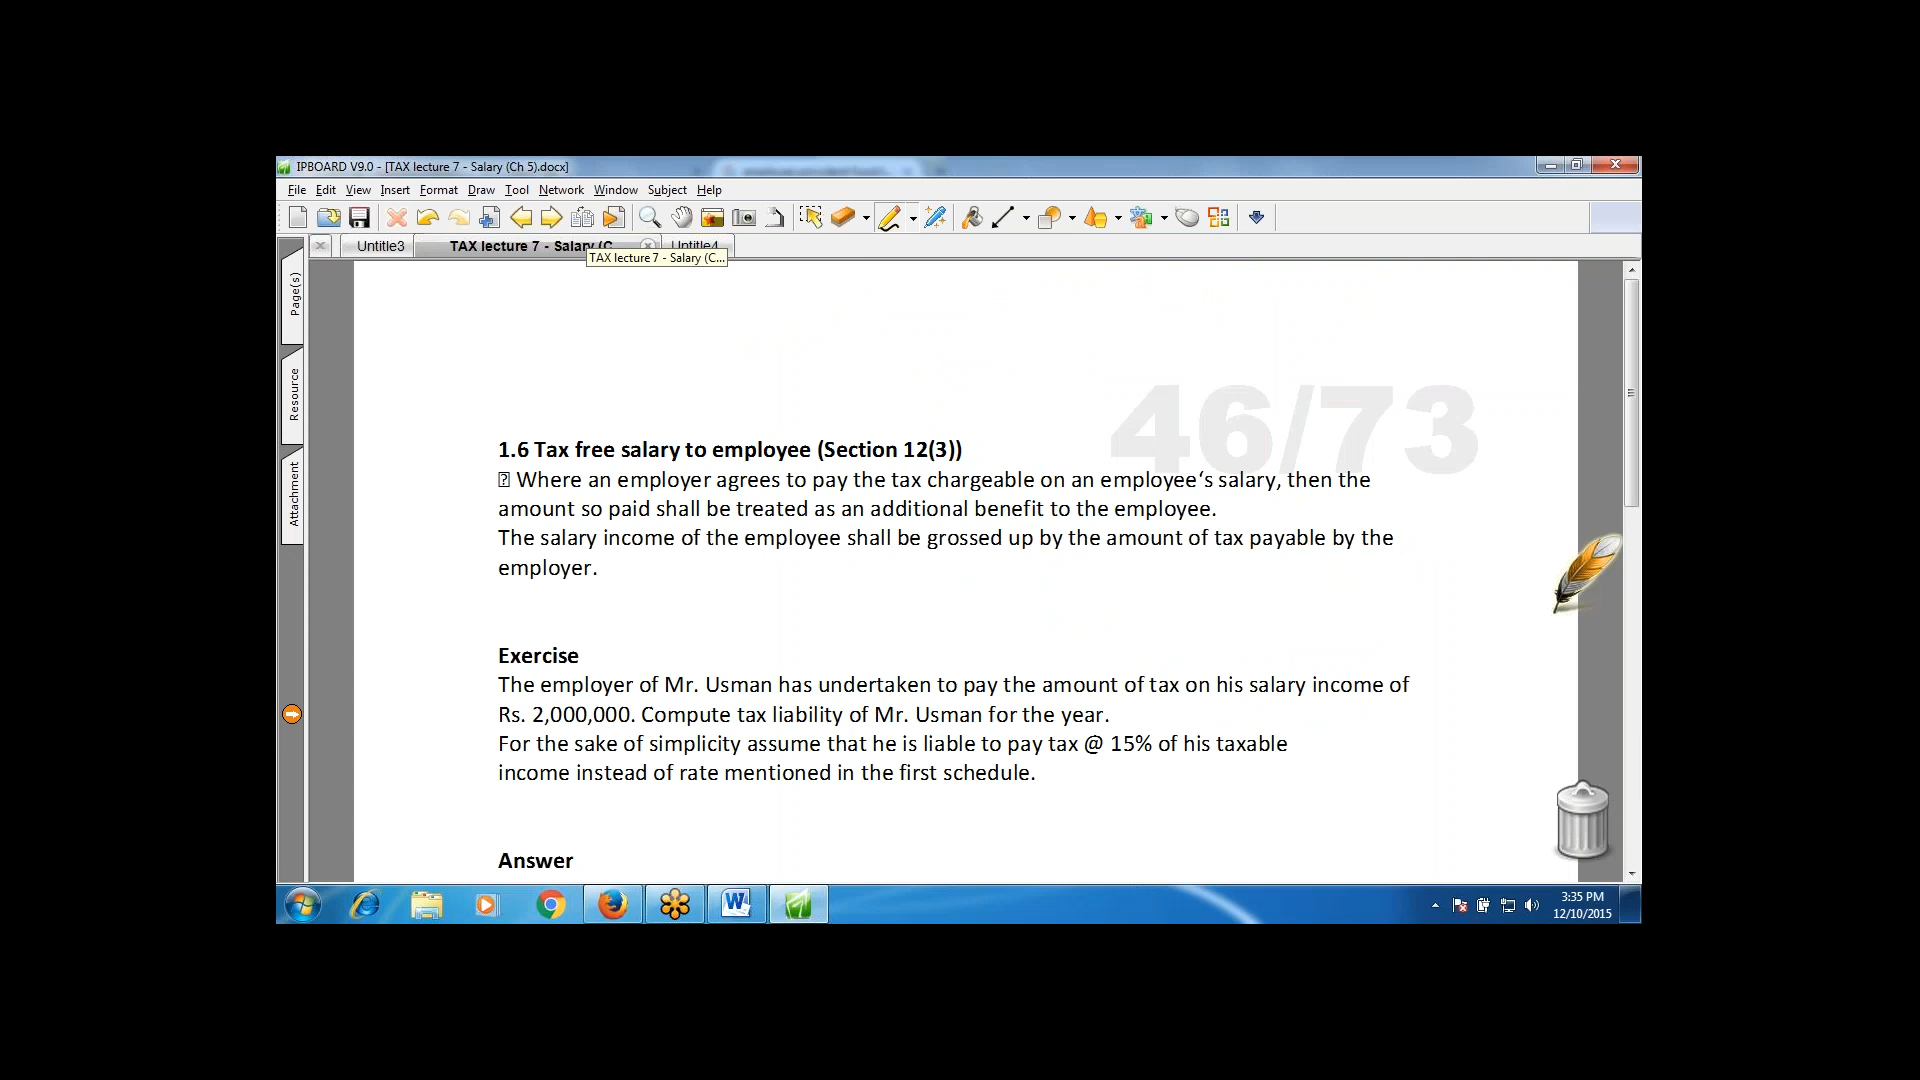 IPBOARD V9.0 - [TAX lecture 7 - Salary (Ch 5).docx]
File Edit View Insert Format Draw Tool Network Window Subject Help
Untitle3 TAX lecture 7 - Salary (C Untitle4
TAX lecture 7 - Salary (C...
Page(s)
Resource
Attachment
46/73
1.6 Tax free salary to employee (Section 12(3))
Where an employer agrees to pay the tax chargeable on an employee‘s salary, then the
amount so paid shall be treated as an additional benefit to the employee.
The salary income of the employee shall be grossed up by the amount of tax payable by the
employer.
Exercise
The employer of Mr. Usman has undertaken to pay the amount of tax on his salary income of
Rs. 2,000,000. Compute tax liability of Mr. Usman for the year.
For the sake of simplicity assume that he is liable to pay tax @ 15% of his taxable
income instead of rate mentioned in the first schedule.
Answer
3:35 PM
12/10/2015